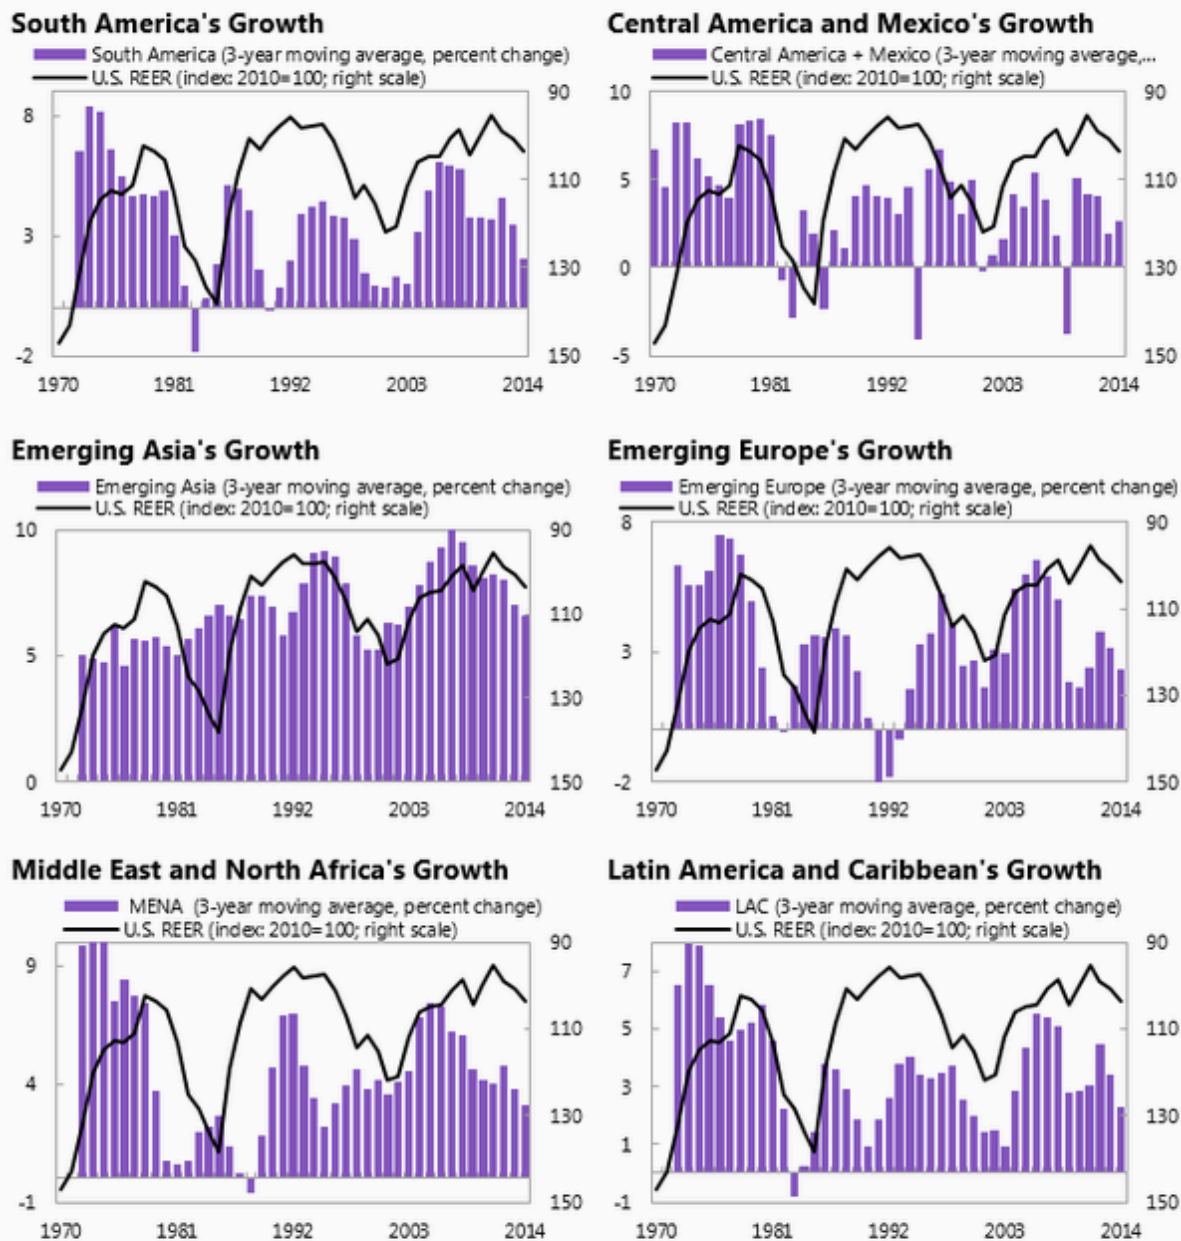 South America's Growth
South America (3-year moving average, percent change)
U.S. REER (index: 2010=100; right scale)
8
3
-2
90
110
130
150
1970 1981 1992 2003 2014
Central America and Mexico's Growth
Central America + Mexico (3-year moving average,...
U.S. REER (index: 2010=100; right scale)
10
5
0
-5
90
110
130
150
1970 1981 1992 2003 2014
Emerging Asia's Growth
Emerging Asia (3-year moving average, percent change)
U.S. REER (index: 2010=100; right scale)
10
5
0
90
110
130
150
1970 1981 1992 2003 2014
Emerging Europe's Growth
Emerging Europe (3-year moving average, percent change)
U.S. REER (index: 2010=100; right scale)
8
3
-2
90
110
130
150
1970 1981 1992 2003 2014
Middle East and North Africa's Growth
MENA (3-year moving average, percent change)
U.S. REER (index: 2010=100; right scale)
9
4
-1
90
110
130
150
1970 1981 1992 2003 2014
Latin America and Caribbean's Growth
LAC (3-year moving average, percent change)
U.S. REER (index: 2010=100; right scale)
7
5
3
1
-1
90
110
130
150
1970 1981 1992 2003 2014